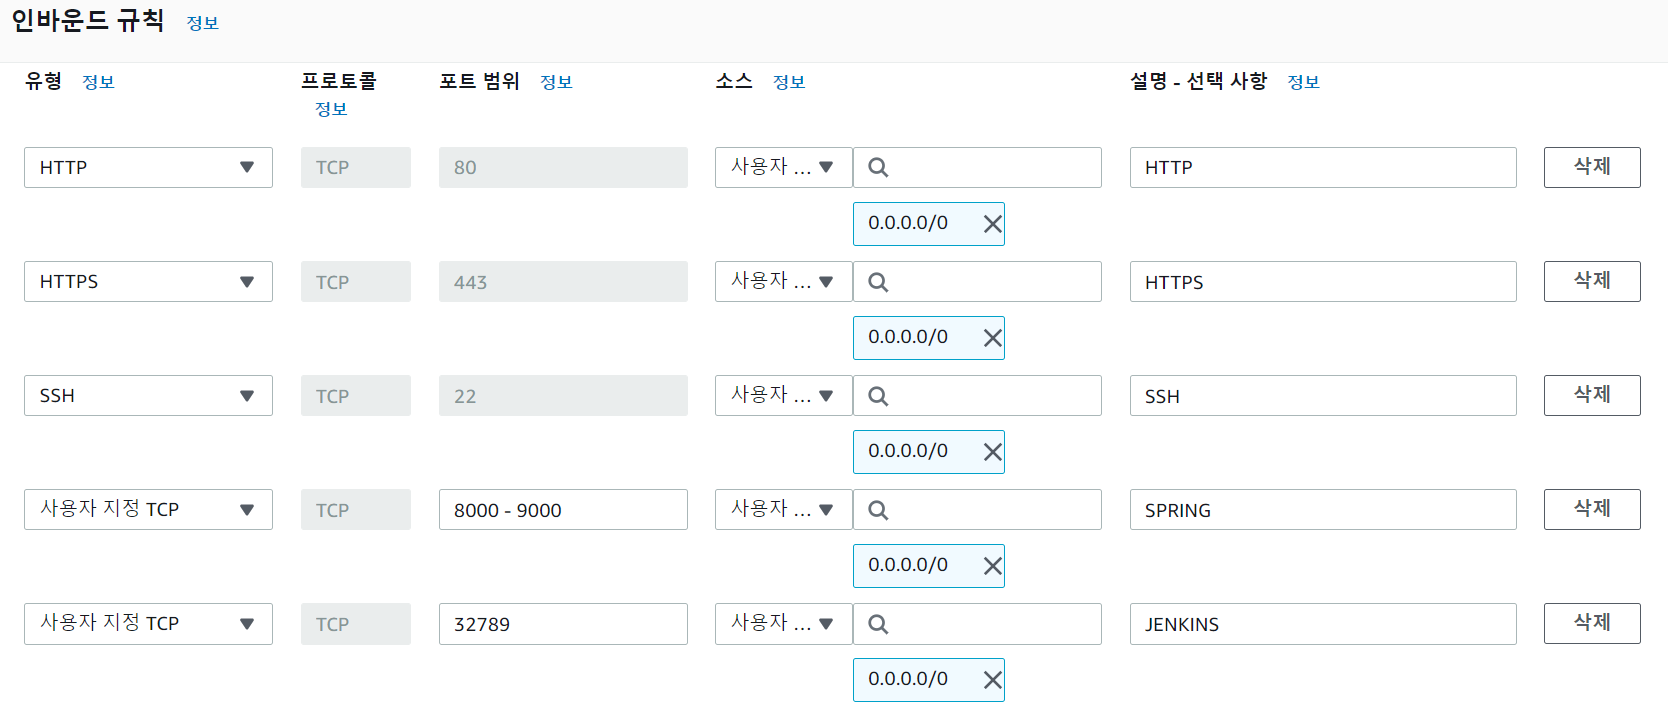 인바운드 규칙 정보
유형 정보 프로토콜 정보 포트 범위 정보 소스 정보 설명 - 선택 사항 정보
HTTP TCP 80 사용자 ... HTTP 삭제
0.0.0.0/0
HTTPS TCP 443 사용자 ... HTTPS 삭제
0.0.0.0/0
SSH TCP 22 사용자 ... SSH 삭제
0.0.0.0/0
사용자 지정 TCP TCP 8000 - 9000 사용자 ... SPRING 삭제
0.0.0.0/0
사용자 지정 TCP TCP 32789 사용자 ... JENKINS 삭제
0.0.0.0/0